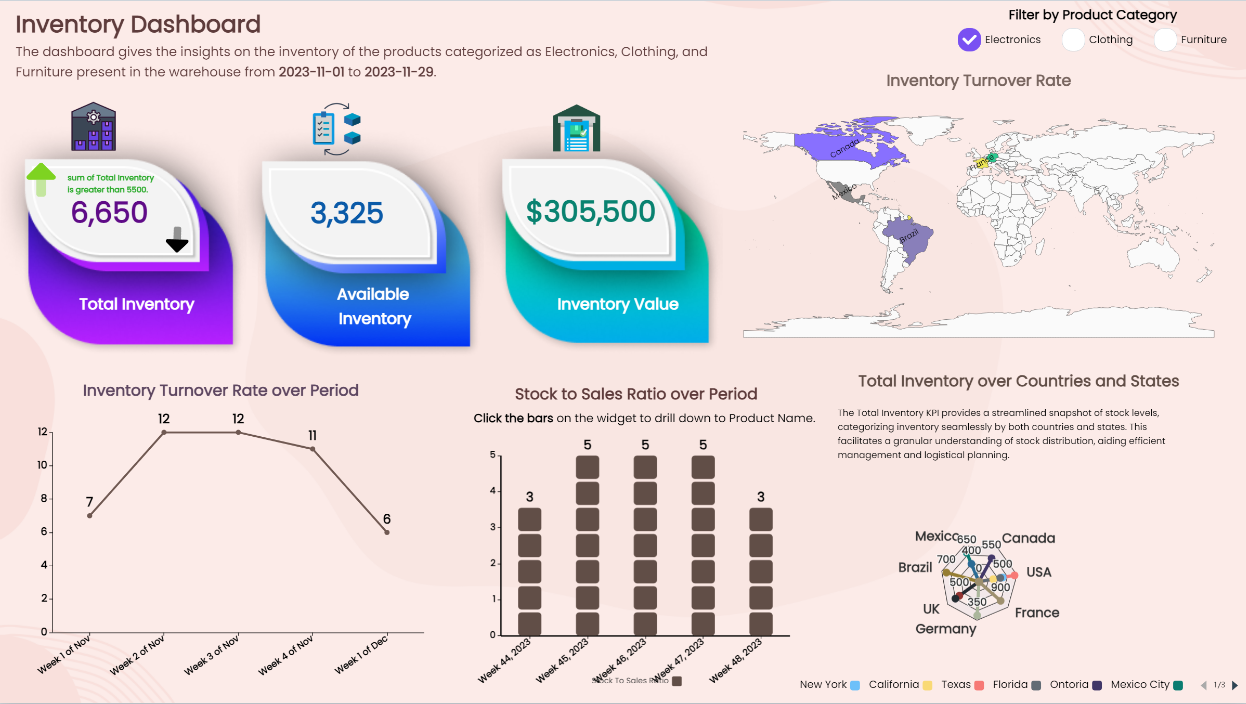 Inventory Dashboard
The dashboard gives the insights on the inventory of the products categorized as Electronics, Clothing, and
Furniture present in the warehouse from 2023-11-01 to 2023-11-29.
Filter by Product Category
Electronics
Clothing
Furniture
sum of Total Inventory
is greater than 5500.
6,650
Total Inventory
3,325
Available
Inventory
$305,500
Inventory Value
Inventory Turnover Rate
Canada
France
Mexico
Brazil
Inventory Turnover Rate over Period
12
10
8
6
4
2
0
7
12
12
11
6
Week 1 of Nov
Week 2 of Nov
Week 3 of Nov
Week 4 of Nov
Week 1 of Dec
Stock to Sales Ratio over Period
Click the bars on the widget to drill down to Product Name.
5
4
3
2
1
0
3
5
5
5
3
Week 44, 2023
Week 45, 2023
Week 46, 2023
Week 47, 2023
Week 48, 2023
Stock To Sales Ratio
Total Inventory over Countries and States
The Total Inventory KPI provides a streamlined snapshot of stock levels,
categorizing inventory seamlessly by both countries and states. This
facilitates a granular understanding of stock distribution, aiding efficient
management and logistical planning.
Mexico
650
550
Canada
400
700
500
Brazil
0
USA
500
900
350
UK
France
Germany
New York
California
Texas
Florida
Ontoria
Mexico City
1/3